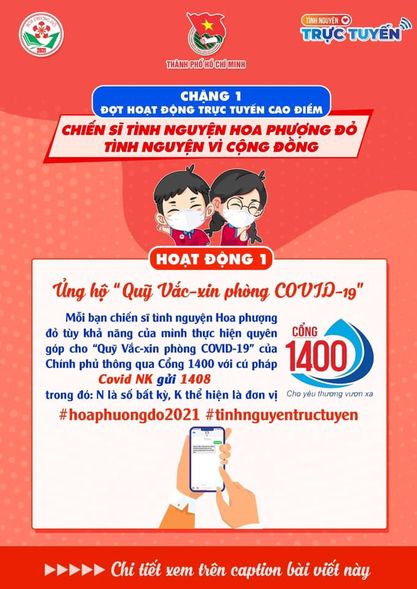 2021
THÀNH PHỐ HỒ CHÍ MINH
TÌNH NGUYỆN
TRỰC TUYẾN
CHẶNG 1
ĐỢT HOẠT ĐỘNG TRỰC TUYẾN CAO ĐIỂM
CHIẾN SĨ TÌNH NGUYỆN HOA PHƯỢNG ĐỎ
TÌNH NGUYỆN VÌ CỘNG ĐỒNG
HOẠT ĐỘNG 1
Ủng hộ “Quỹ Vắc-xin phòng COVID-19”
Mỗi bạn chiến sĩ tình nguyện Hoa phượng
đỏ tùy khả năng của mình thực hiện quyên
góp cho “Quỹ Vắc-xin phòng COVID-19” của
Chính phủ thông qua Cổng 1400 với cú pháp
Covid NK gửi 1408
trong đó: N là số bất kỳ, K thể hiện là đơn vị
CỔNG
1400
Cho yêu thương vươn xa
#hoaphuongdo2021 #tinhnguyentructuyen
Chi tiết xem trên caption bài viết này